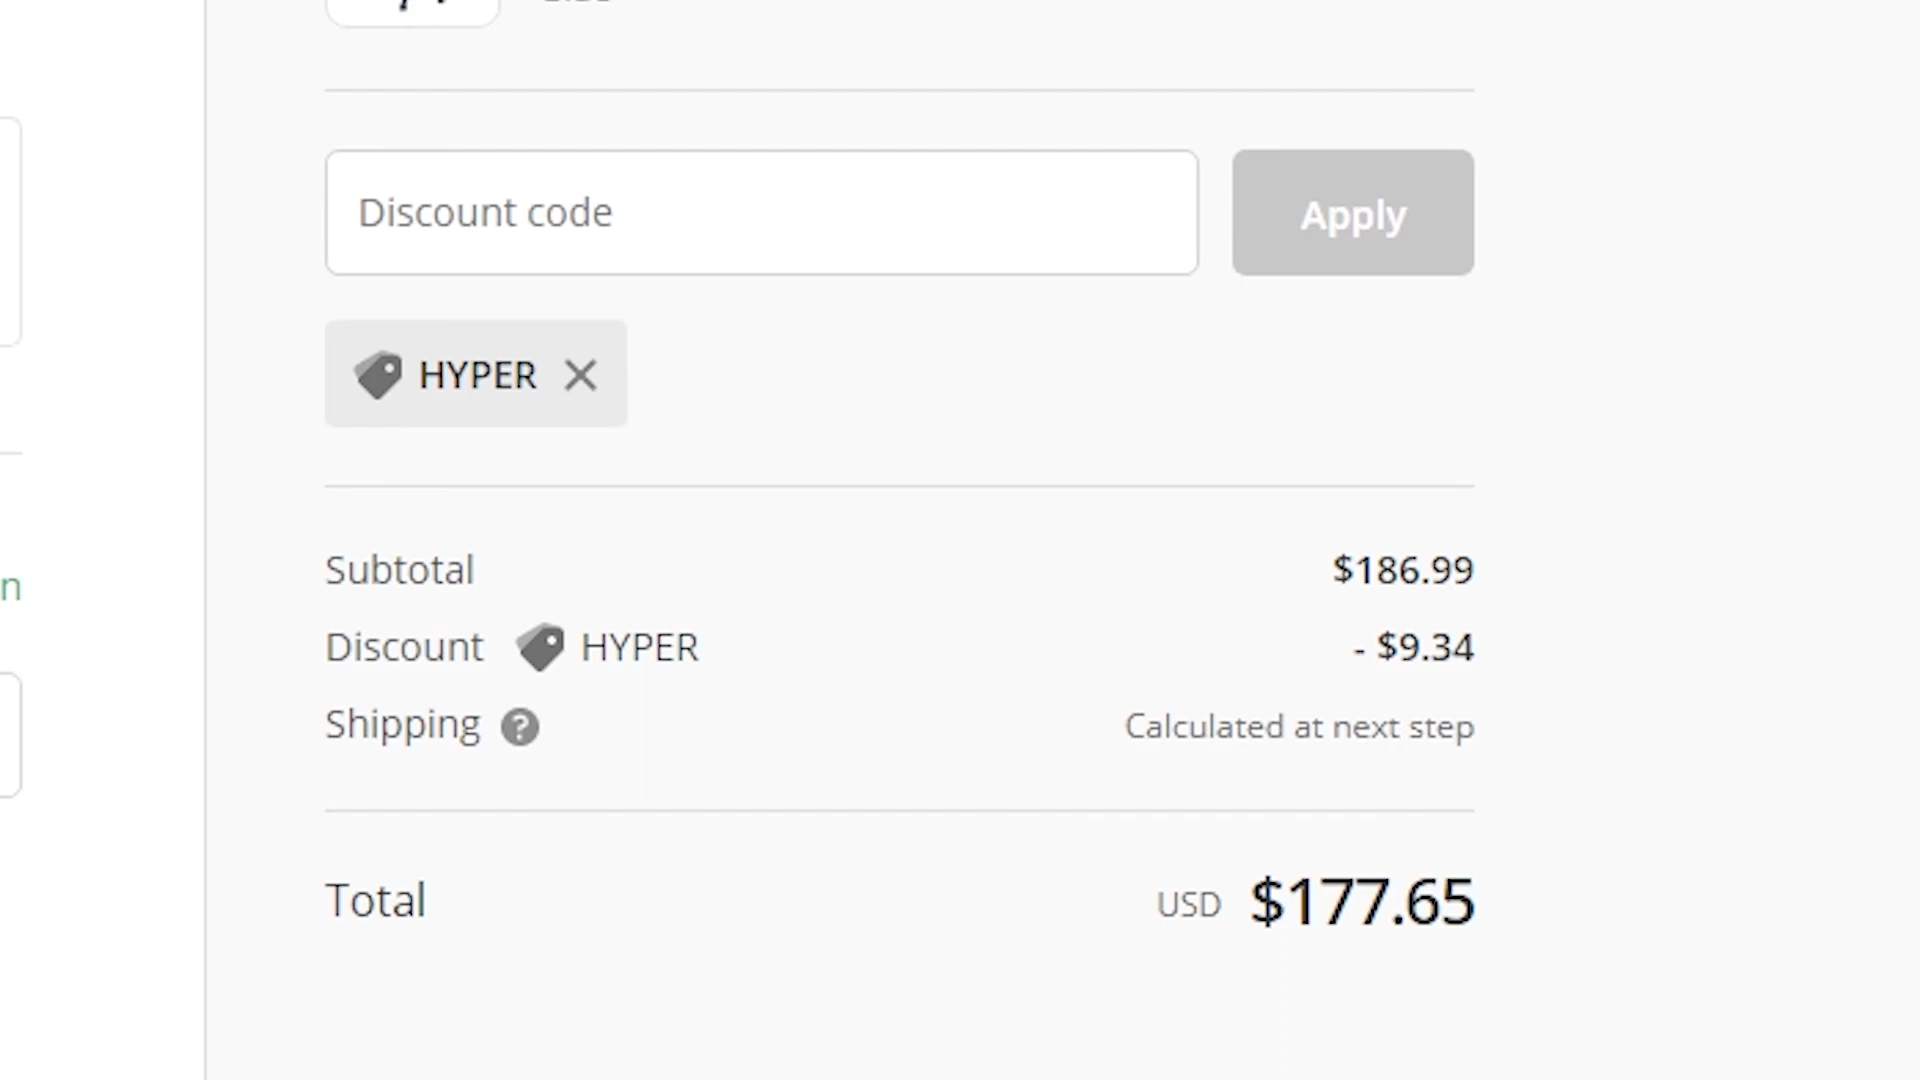 Discount code
Apply
HYPER
Subtotal $186.99
Discount HYPER - $9.34
Shipping ? Calculated at next step
Total USD $177.65